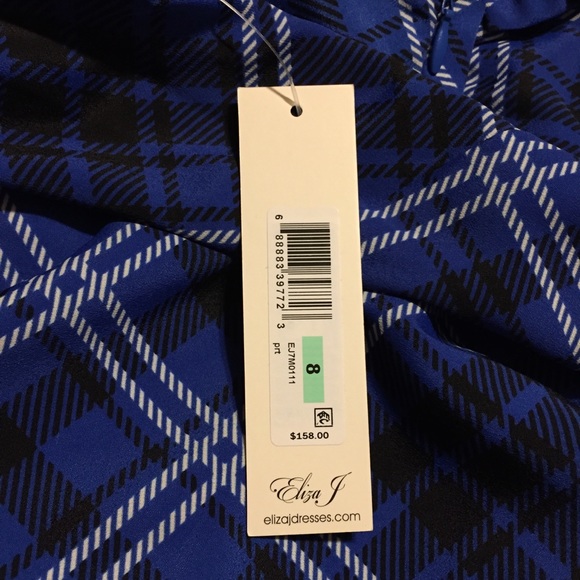 6 88883 39772 3
EJ7M0111
prt
8
$158.00
Eliza J
elizajdresses.com